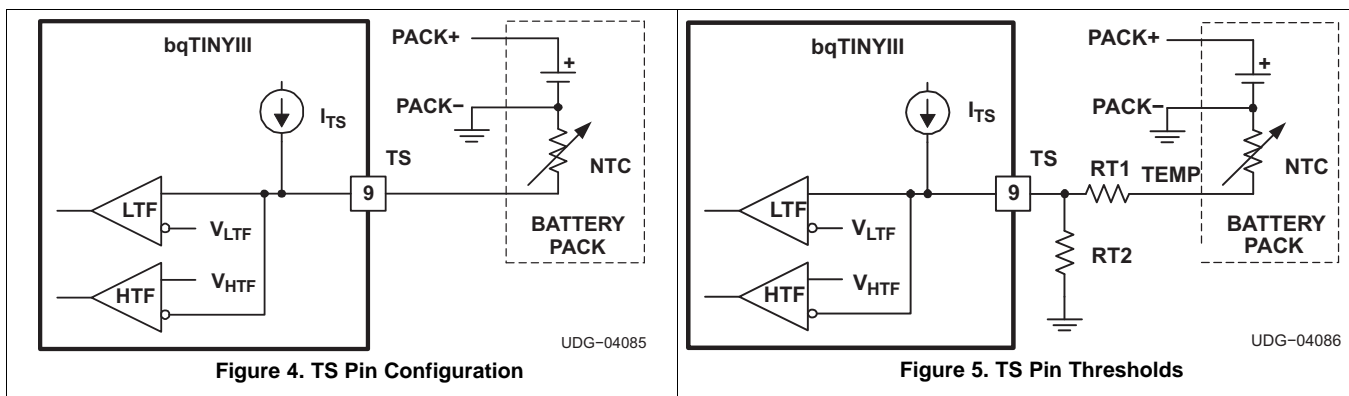 bqTINYIII
PACK+
+
PACK−
I_TS
TS
NTC
9
LTF
V_LTF
BATTERY
PACK
HTF
V_HTF
UDG−04085
Figure 4. TS Pin Configuration
bqTINYIII
PACK+
+
PACK−
I_TS
TS
RT1
TEMP
NTC
9
LTF
V_LTF
BATTERY
PACK
RT2
HTF
V_HTF
UDG−04086
Figure 5. TS Pin Thresholds